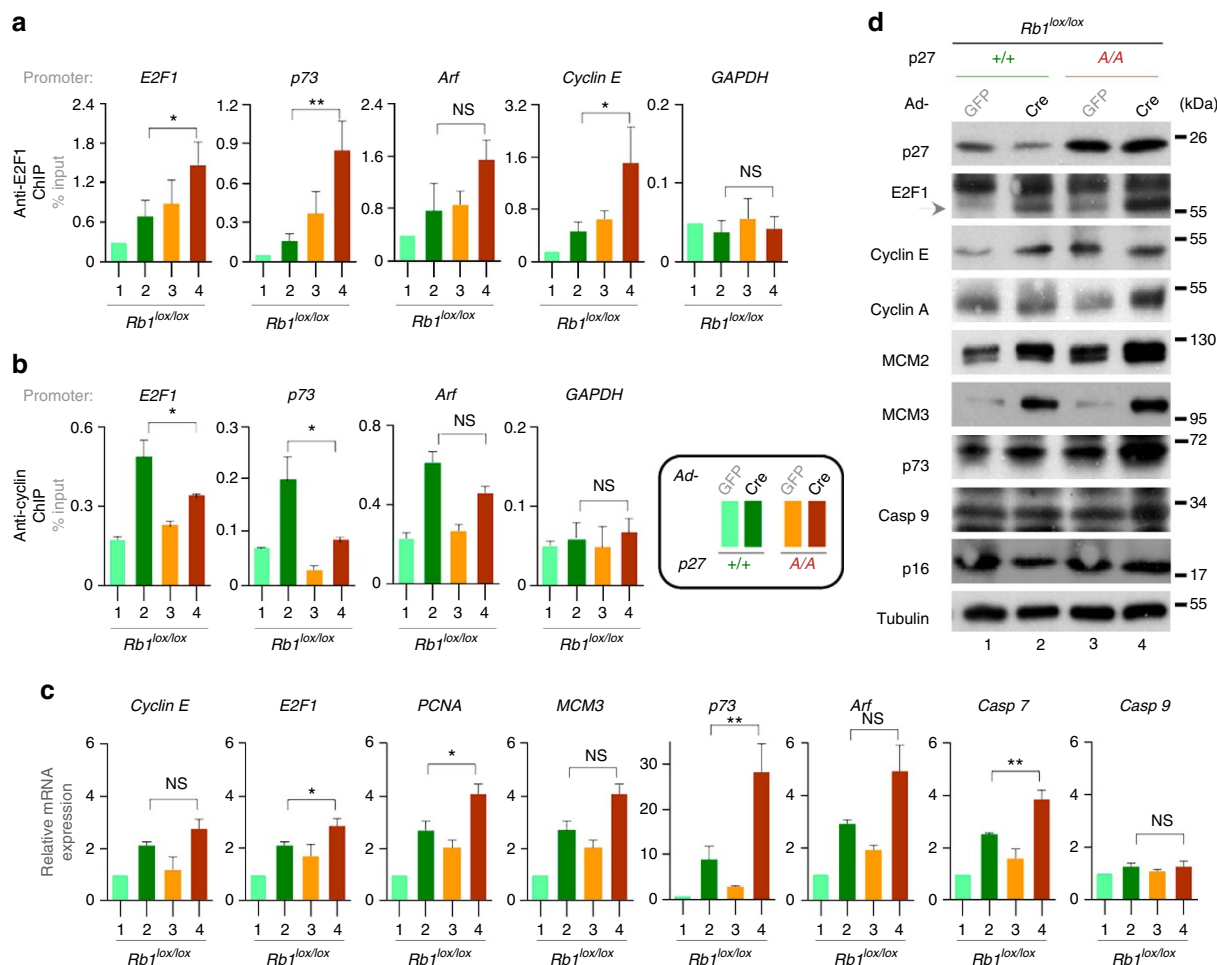 a
Promoter: E2F1 p73 Arf Cyclin E GAPDH
Anti-E2F1
ChIP
% input
2.4 1.8 1.2 0.6 0
*
1 2 3 4
Rb1lox/lox
1.2 0.9 0.6 0.3 0
**
1 2 3 4
Rb1lox/lox
2.4 1.6 0.8 0
NS
1 2 3 4
Rb1lox/lox
3.2 2.4 1.6 0.8 0
*
1 2 3 4
Rb1lox/lox
0.2 0.1 0
NS
1 2 3 4
Rb1lox/lox
b
Promoter: E2F1 p73 Arf GAPDH
Anti-cyclin
ChIP
% input
0.6 0.3 0
*
1 2 3 4
Rb1lox/lox
0.3 0.2 0.1 0
*
1 2 3 4
Rb1lox/lox
0.8 0.4 0
NS
1 2 3 4
Rb1lox/lox
0.2 0.1 0
NS
1 2 3 4
Rb1lox/lox
Ad- GFP Cre GFP Cre
p27 +/+ A/A
c
Relative mRNA
expression
Cyclin E
6 4 2 0
NS
1 2 3 4
Rb1lox/lox
E2F1
6 4 2 0
*
1 2 3 4
Rb1lox/lox
PCNA
6 4 2 0
*
1 2 3 4
Rb1lox/lox
MCM3
6 4 2 0
NS
1 2 3 4
Rb1lox/lox
p73
30 20 10 0
**
1 2 3 4
Rb1lox/lox
Arf
6 4 2 0
NS
1 2 3 4
Rb1lox/lox
Casp 7
6 4 2 0
**
1 2 3 4
Rb1lox/lox
Casp 9
6 4 2 0
NS
1 2 3 4
Rb1lox/lox
d
Rb1lox/lox
p27 +/+ A/A
Ad- GFP Cre GFP Cre (kDa)
p27 26
E2F1 55
Cyclin E 55
Cyclin A 55
MCM2 130
MCM3 95
p73 72
Casp 9 34
p16 17
Tubulin 55
1 2 3 4